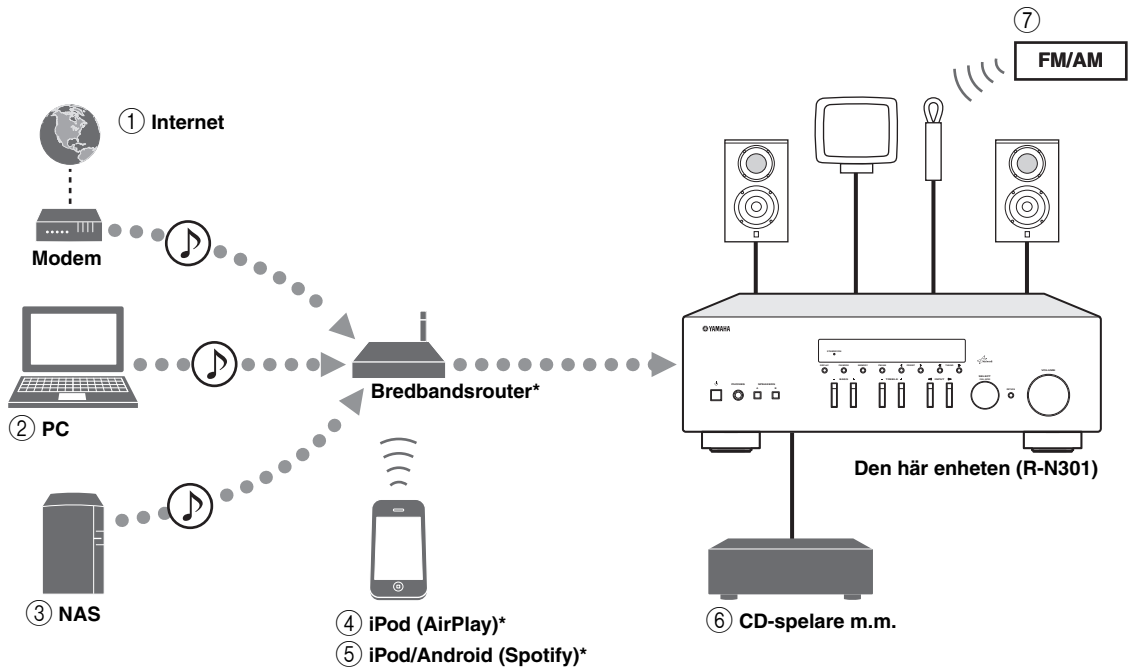 ⑦
FM/AM
① Internet
Modem
YAMAHA
② PC
Bredbandsrouter*
Den här enheten (R-N301)
③ NAS
④ iPod (AirPlay)*
⑤ iPod/Android (Spotify)*
⑥ CD-spelare m.m.